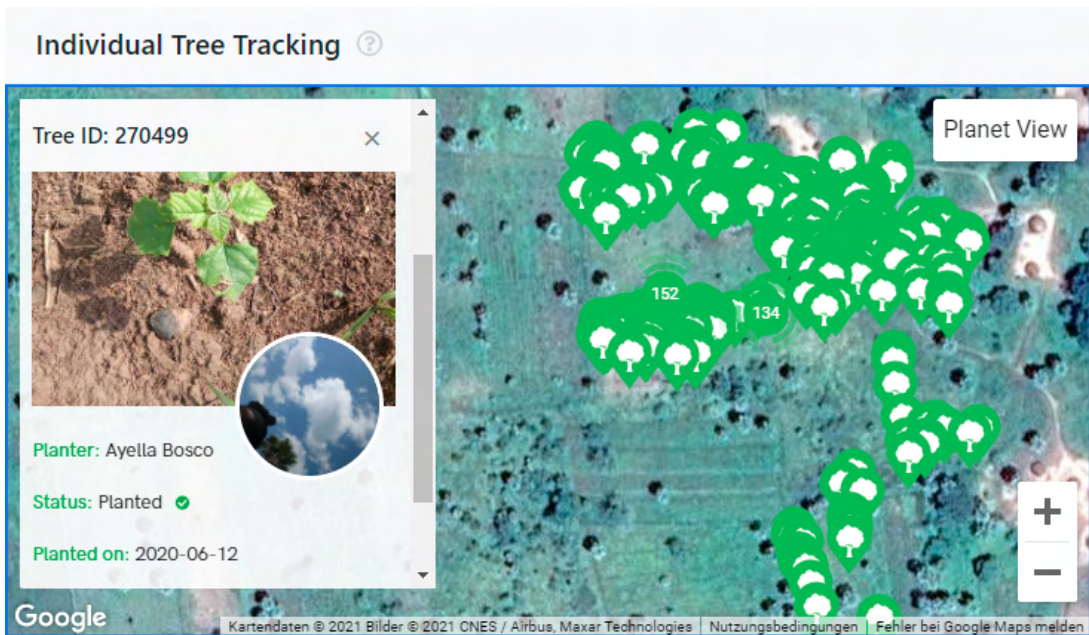 Individual Tree Tracking ?
Tree ID: 270499 ×
Planet View
152
134
Planter: Ayella Bosco
Status: Planted
Planted on: 2020-06-12
+
−
Google
Kartendaten © 2021 Bilder © 2021 CNES / Airbus, Maxar Technologies Nutzungsbedingungen Fehler bei Google Maps melden